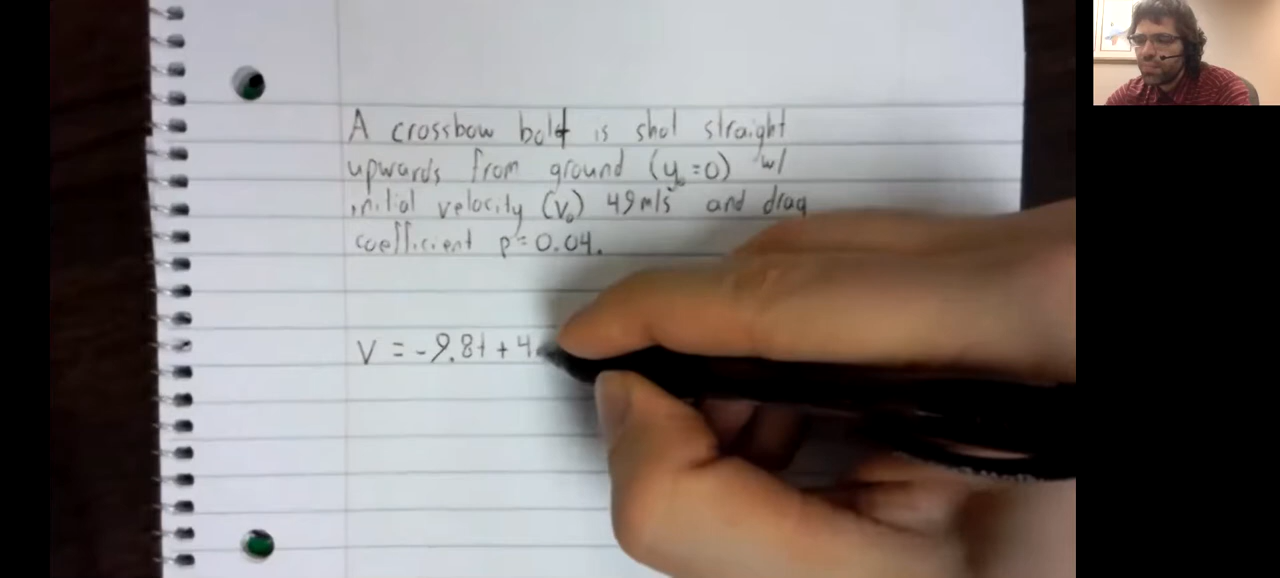 A crossbow bolt is shot straight
upwards from ground (y₀=0) w/
initial velocity (v₀) 49m/s and drag
coefficient p=0.04.
v = -9.8t + 4